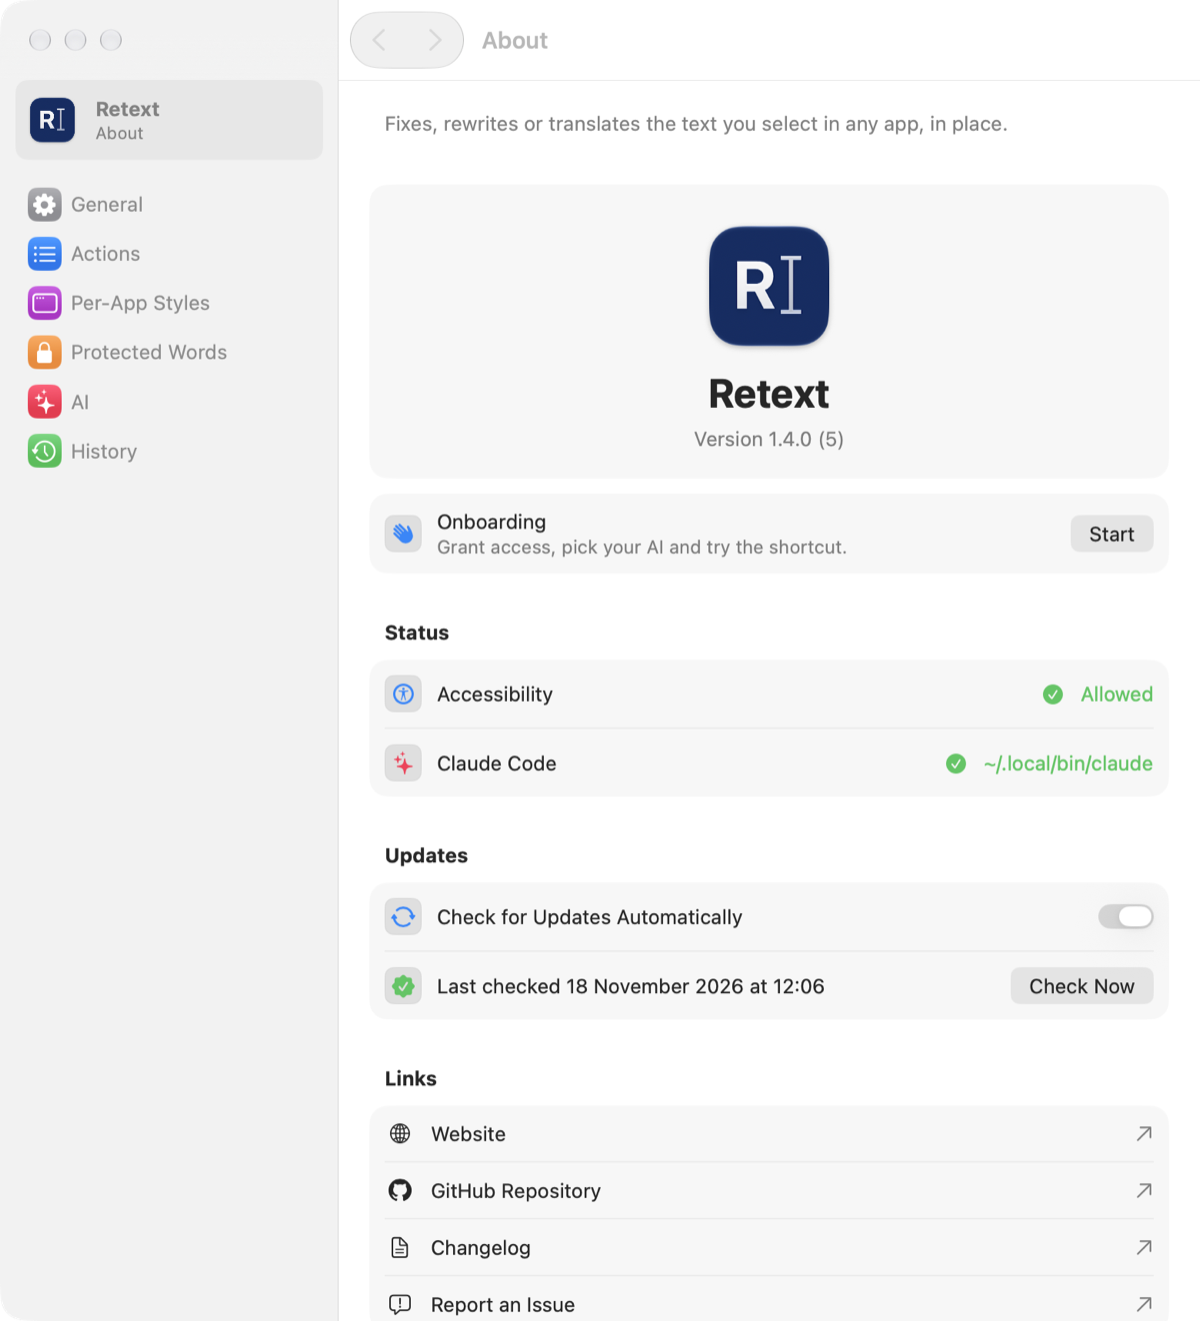 About
Retext
About
General
Actions
Per-App Styles
Protected Words
AI
History
Fixes, rewrites or translates the text you select in any app, in place.
R
R
Retext
Version 1.4.0 (5)
Onboarding
Grant access, pick your AI and try the shortcut.
Start
Status
Accessibility
Allowed
Claude Code
~/.local/bin/claude
Updates
Check for Updates Automatically
Last checked 18 November 2026 at 12:06
Check Now
Links
Website
GitHub Repository
Changelog
Report an Issue